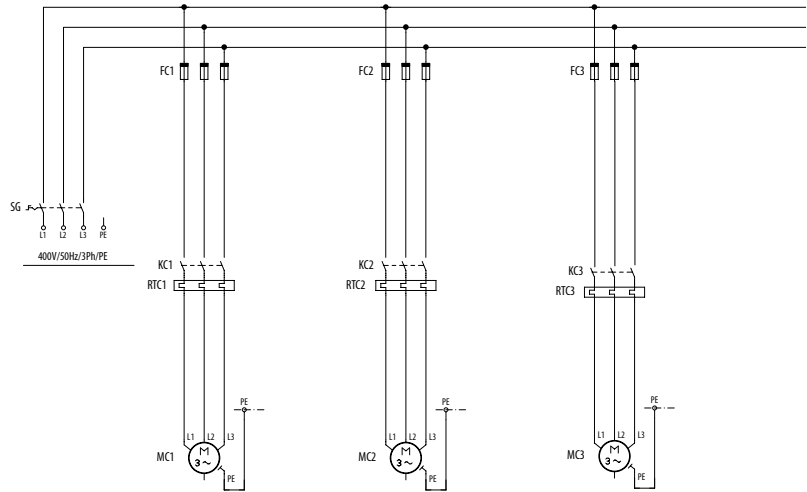 FC1
FC2
FC3
SG
L1 L2 L3 PE
400V/50Hz/3Ph/PE
KC1
KC2
KC3
RTC1
RTC2
RTC3
PE
PE
PE
L1 L2 L3
L1 L2 L3
L1 L2 L3
MC1
M
3~
PE
MC2
M
3~
PE
MC3
M
3~
PE